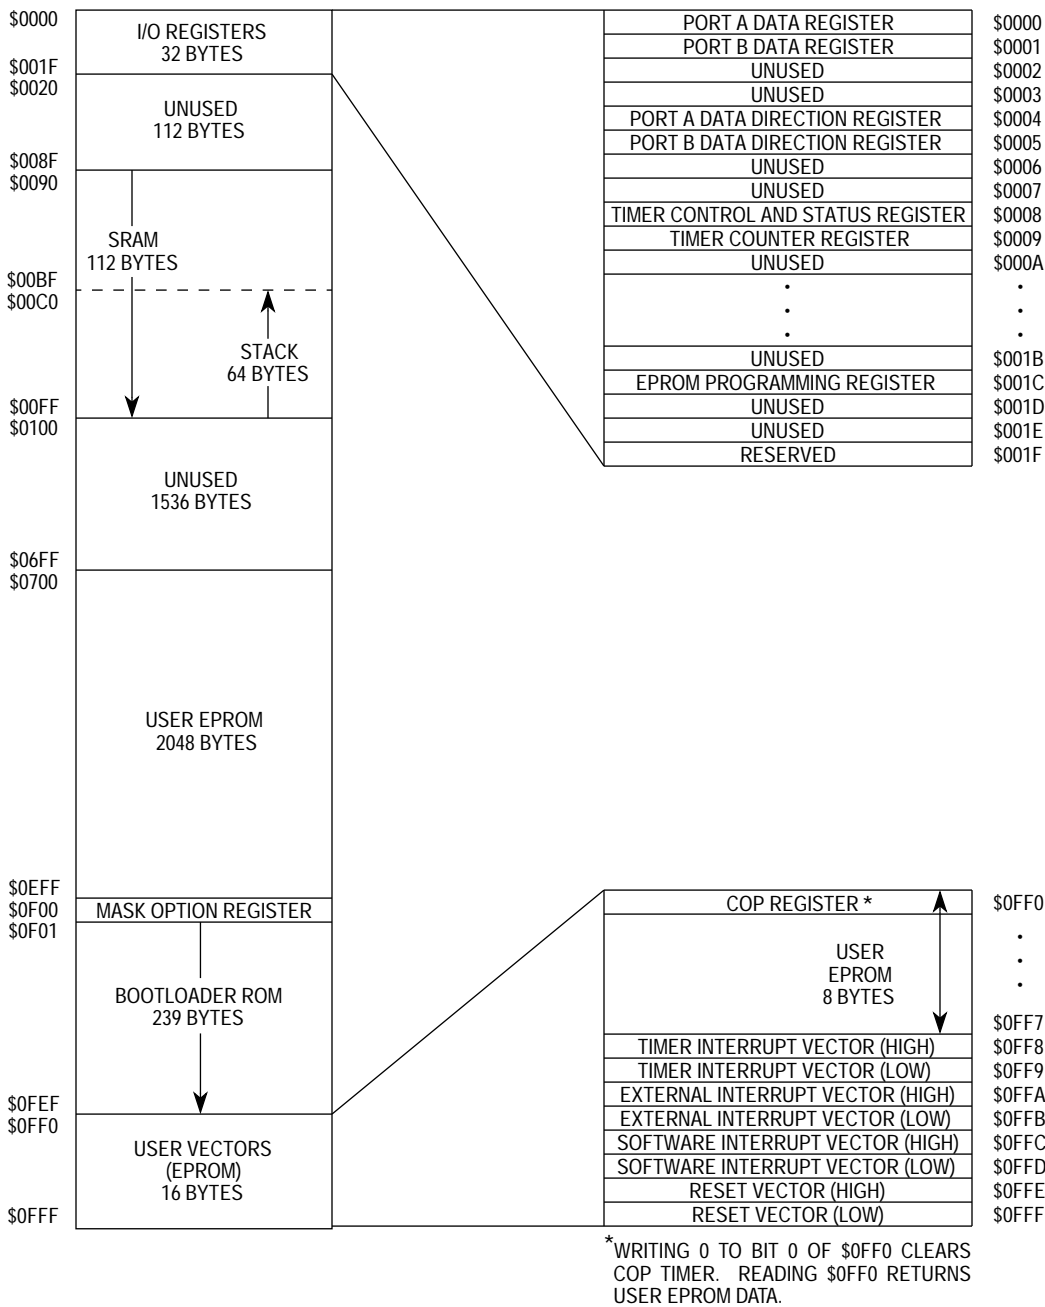 $0000
I/O REGISTERS
32 BYTES
$001F
$0020
UNUSED
112 BYTES
$008F
$0090
SRAM
112 BYTES
$00BF
$00C0
STACK
64 BYTES
$00FF
$0100
UNUSED
1536 BYTES
$06FF
$0700
USER EPROM
2048 BYTES
$0EFF
$0F00 MASK OPTION REGISTER
$0F01
BOOTLOADER ROM
239 BYTES
$0FEF
$0FF0
USER VECTORS
(EPROM)
16 BYTES
$0FFF
PORT A DATA REGISTER $0000
PORT B DATA REGISTER $0001
UNUSED $0002
UNUSED $0003
PORT A DATA DIRECTION REGISTER $0004
PORT B DATA DIRECTION REGISTER $0005
UNUSED $0006
UNUSED $0007
TIMER CONTROL AND STATUS REGISTER $0008
TIMER COUNTER REGISTER $0009
UNUSED $000A
UNUSED $001B
EPROM PROGRAMMING REGISTER $001C
UNUSED $001D
UNUSED $001E
RESERVED $001F
COP REGISTER * $0FF0
USER
EPROM
8 BYTES
$0FF7
TIMER INTERRUPT VECTOR (HIGH) $0FF8
TIMER INTERRUPT VECTOR (LOW) $0FF9
EXTERNAL INTERRUPT VECTOR (HIGH) $0FFA
EXTERNAL INTERRUPT VECTOR (LOW) $0FFB
SOFTWARE INTERRUPT VECTOR (HIGH) $0FFC
SOFTWARE INTERRUPT VECTOR (LOW) $0FFD
RESET VECTOR (HIGH) $0FFE
RESET VECTOR (LOW) $0FFF
*WRITING 0 TO BIT 0 OF $0FF0 CLEARS
COP TIMER. READING $0FF0 RETURNS
USER EPROM DATA.